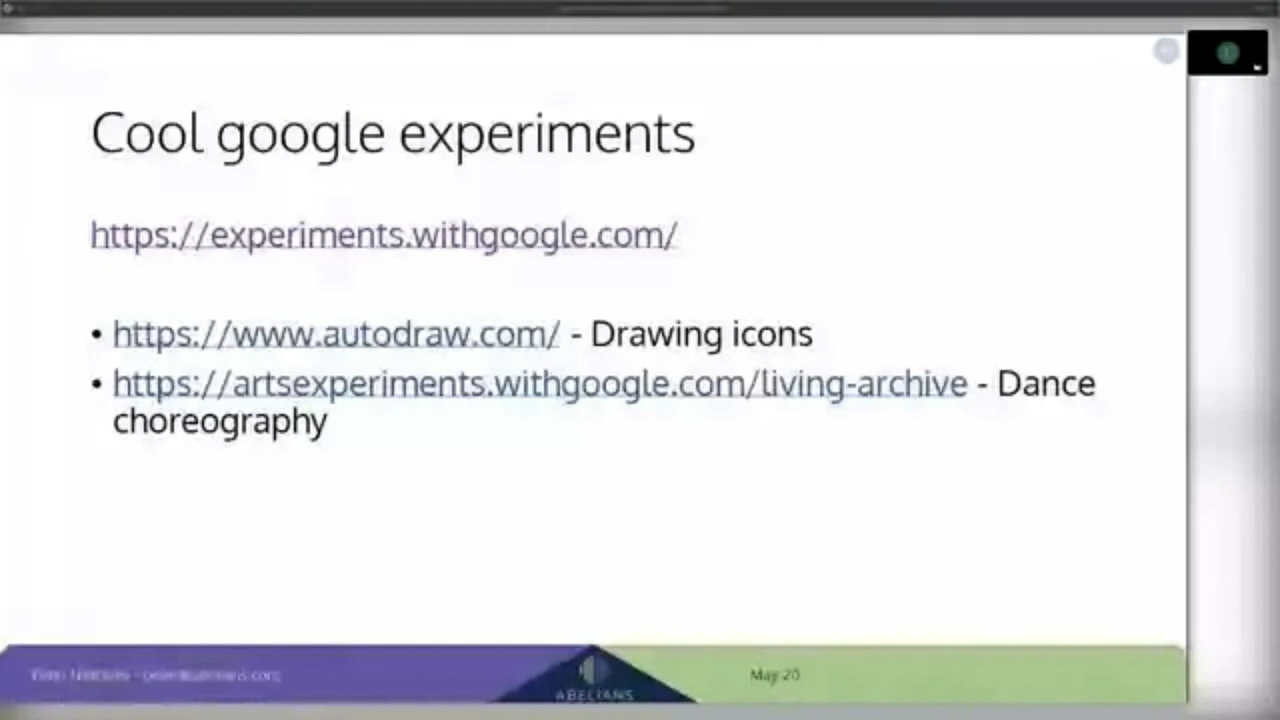 Cool google experiments
https://experiments.withgoogle.com/
• https://www.autodraw.com/ - Drawing icons
• https://artsexperiments.withgoogle.com/living-archive - Dance
choreography
ABELIANS
May 20